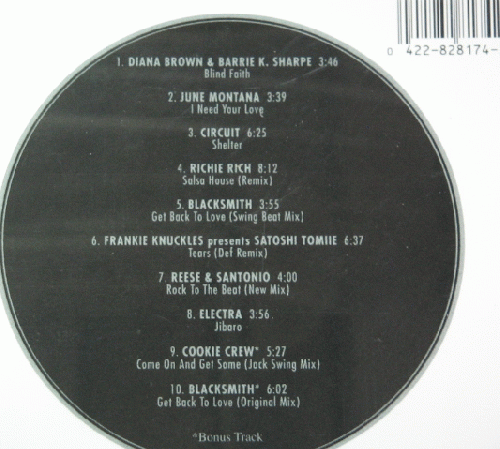 0 422-828174-
1. DIANA BROWN & BARRIE K. SHARPE 3:46
Blind Faith
2. JUNE MONTANA 3:39
I Need Your Love
3. CIRCUIT 6:25
Shelter
4. RICHIE RICH 8:12
Salsa House (Remix)
5. BLACKSMITH 3:55
Get Back To Love (Swing Beat Mix)
6. FRANKIE KNUCKLES presents SATOSHI TOMIIE 6:37
Tears (Def Remix)
7. REESE & SANTONIO 4:00
Rock To The Beat (New Mix)
8. ELECTRA 3:56
Jibaro
9. COOKIE CREW* 5:27
Come On And Get Some (Jack Swing Mix)
10. BLACKSMITH* 6:02
Get Back To Love (Original Mix)
*Bonus Track